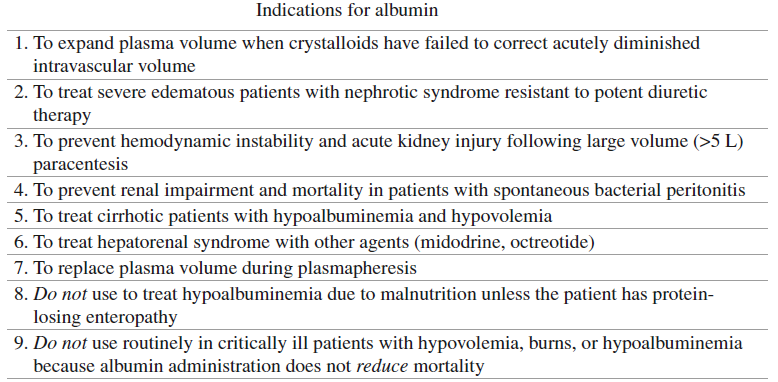 Indications for albumin
1. To expand plasma volume when crystalloids have failed to correct acutely diminished
intravascular volume
2. To treat severe edematous patients with nephrotic syndrome resistant to potent diuretic
therapy
3. To prevent hemodynamic instability and acute kidney injury following large volume (>5 L)
paracentesis
4. To prevent renal impairment and mortality in patients with spontaneous bacterial peritonitis
5. To treat cirrhotic patients with hypoalbuminemia and hypovolemia
6. To treat hepatorenal syndrome with other agents (midodrine, octreotide)
7. To replace plasma volume during plasmapheresis
8. Do not use to treat hypoalbuminemia due to malnutrition unless the patient has protein-
losing enteropathy
9. Do not use routinely in critically ill patients with hypovolemia, burns, or hypoalbuminemia
because albumin administration does not reduce mortality